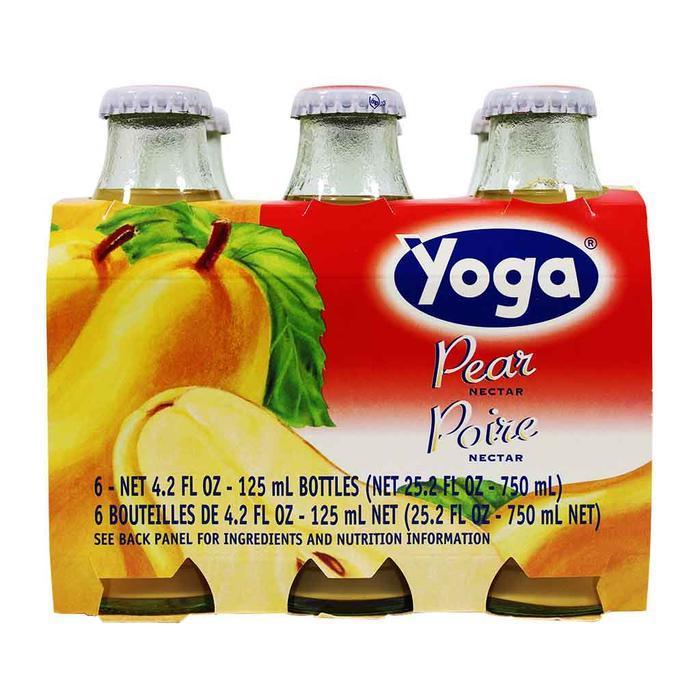 Yoga®
Pear
NECTAR
Poire
NECTAR
6 - NET 4.2 FL OZ - 125 mL BOTTLES (NET 25.2 FL OZ - 750 mL)
6 BOUTEILLES DE 4.2 FL OZ - 125 mL NET (25.2 FL OZ - 750 mL NET)
SEE BACK PANEL FOR INGREDIENTS AND NUTRITION INFORMATION